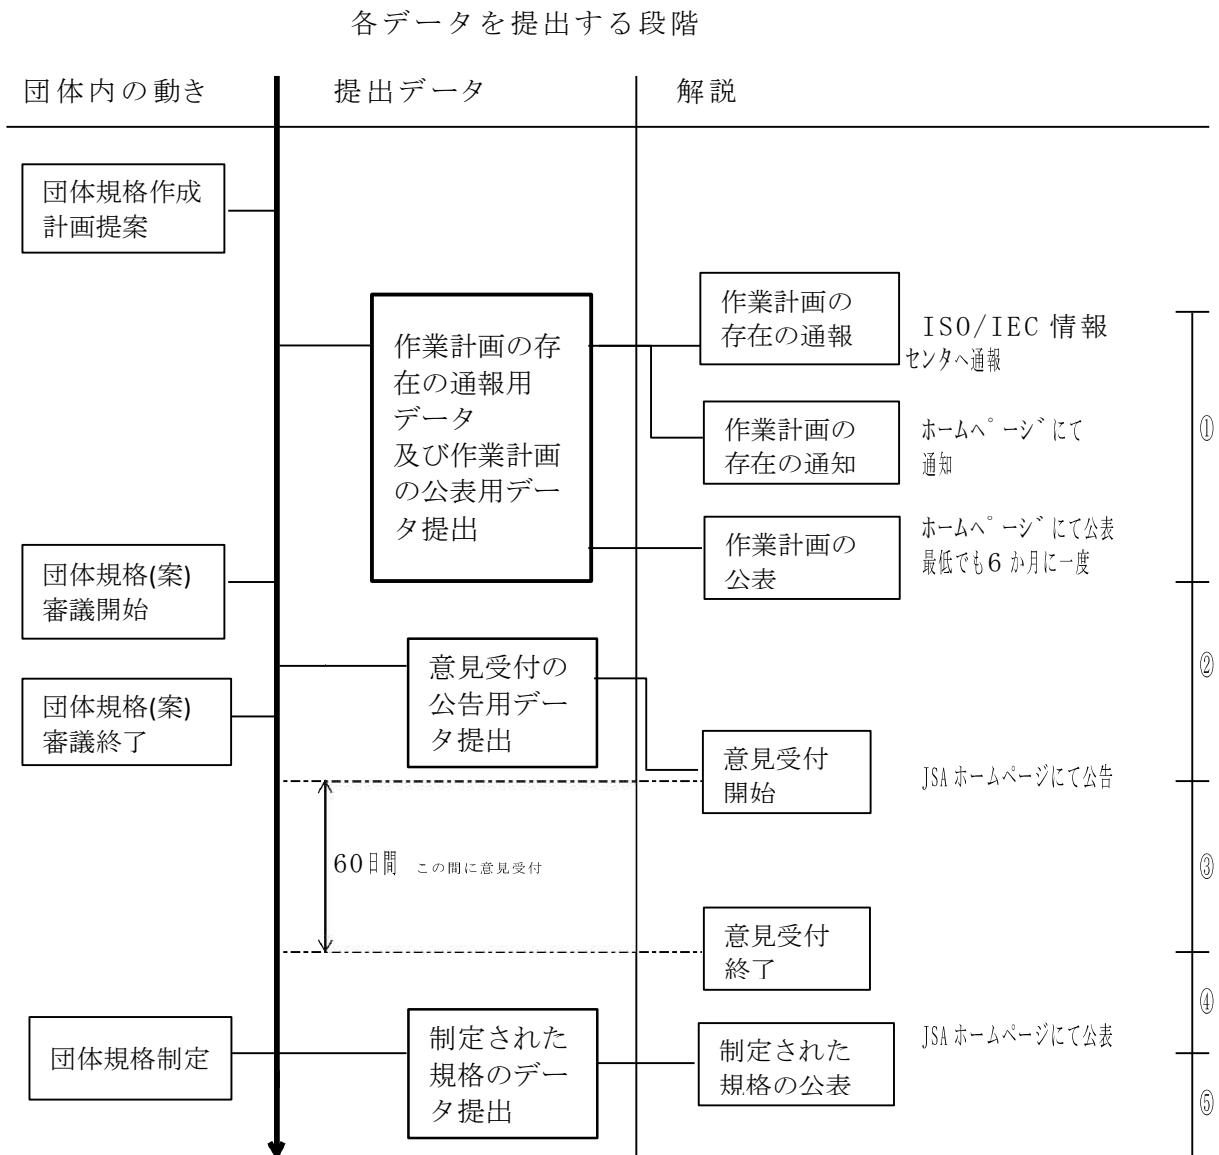 各データを提出する段階
団体内の動き
提出データ
解説
団体規格作成
計画提案
作業計画の存
在の通報用
データ
及び作業計画
の公表用デー
タ提出
作業計画の
存在の通報
ISO/IEC 情報
センタへ通報
作業計画の
存在の通知
ホームヘ゜ーシ゛にて
通知
①
作業計画の
公表
ホームヘ゜ーシ゛にて公表
最低でも6 か月に一度
団体規格(案)
審議開始
意見受付の
公告用デー
タ提出
②
団体規格(案)
審議終了
意見受付
開始
JSA ホームページにて公告
60日間 この間に意見受付
③
意見受付
終了
④
団体規格制定
制定された
規格のデー
タ提出
制定された
規格の公表
JSA ホームページにて公表
⑤